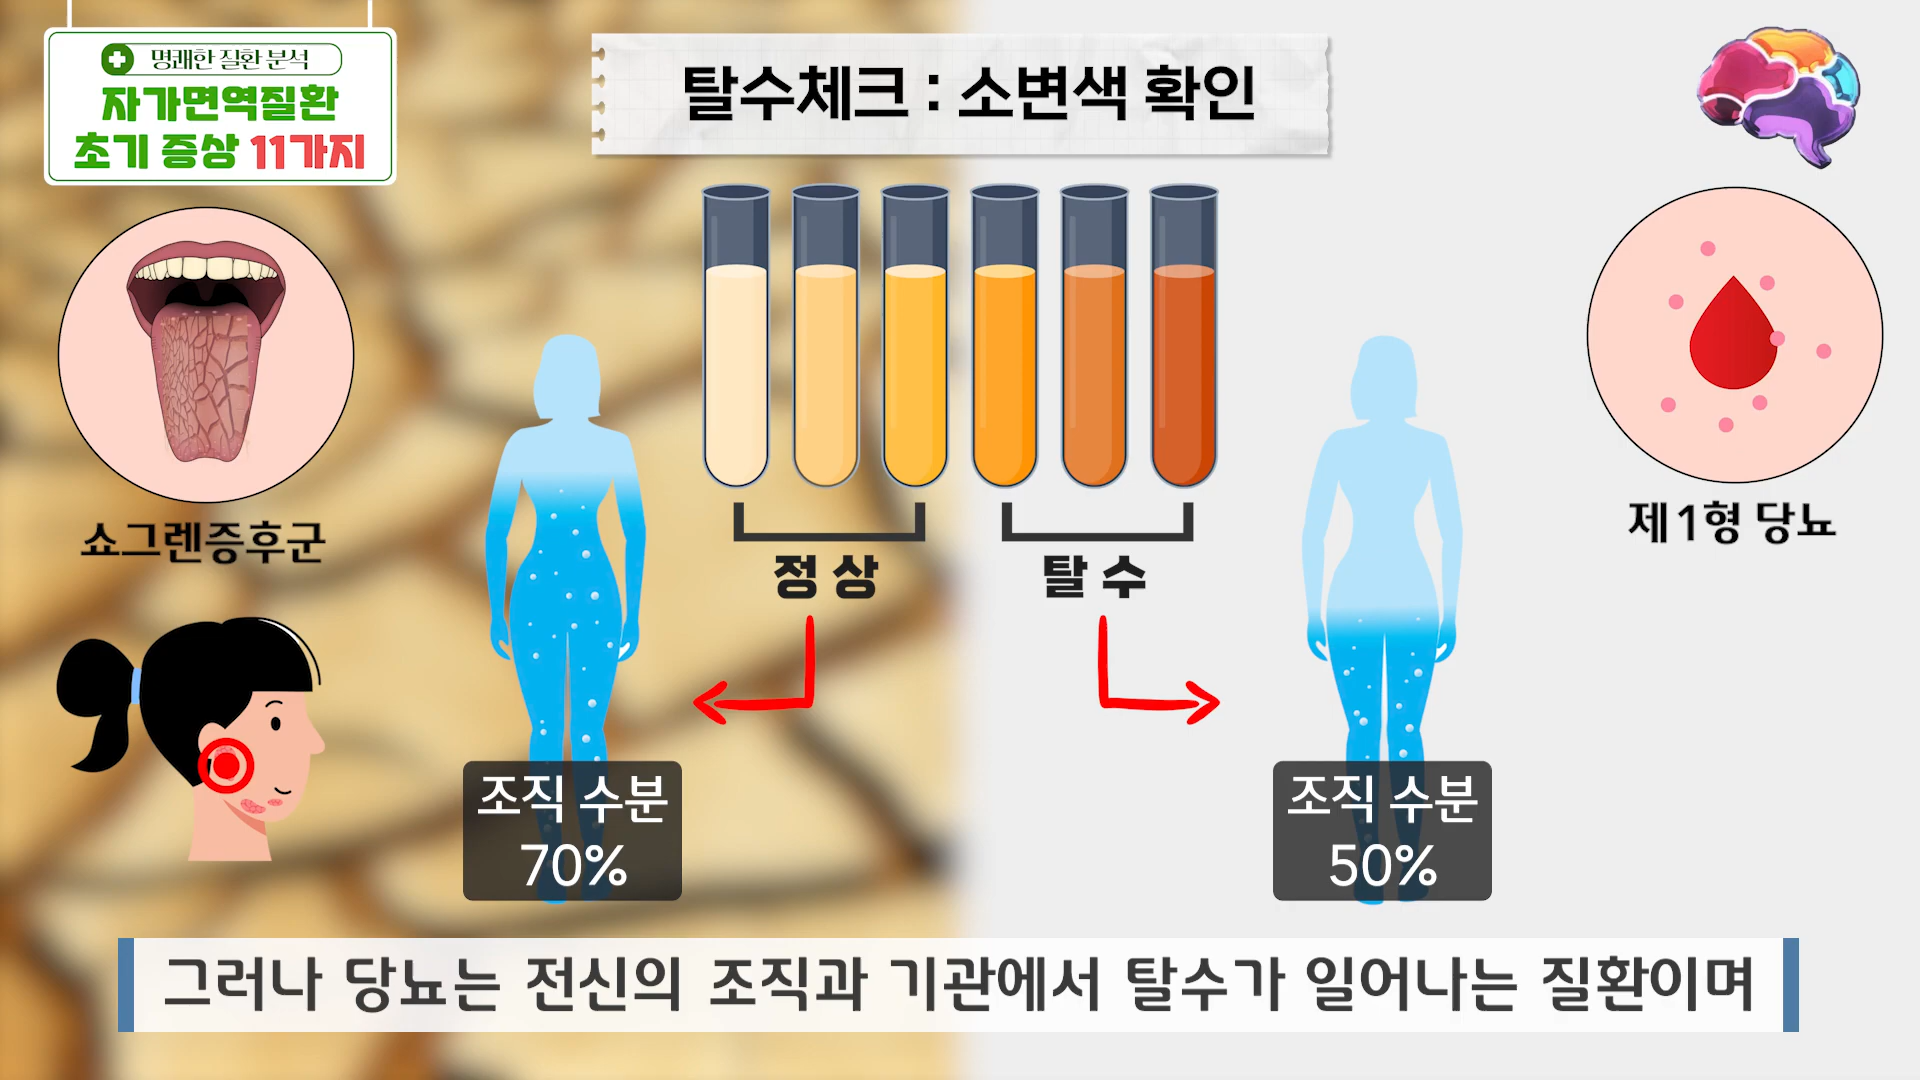 명쾌한 질환 분석
자가면역질환
초기 증상 11가지
탈수체크 : 소변색 확인
쇼그렌증후군
제1형 당뇨
정상
탈수
조직 수분
70%
조직 수분
50%
그러나 당뇨는 전신의 조직과 기관에서 탈수가 일어나는 질환이며